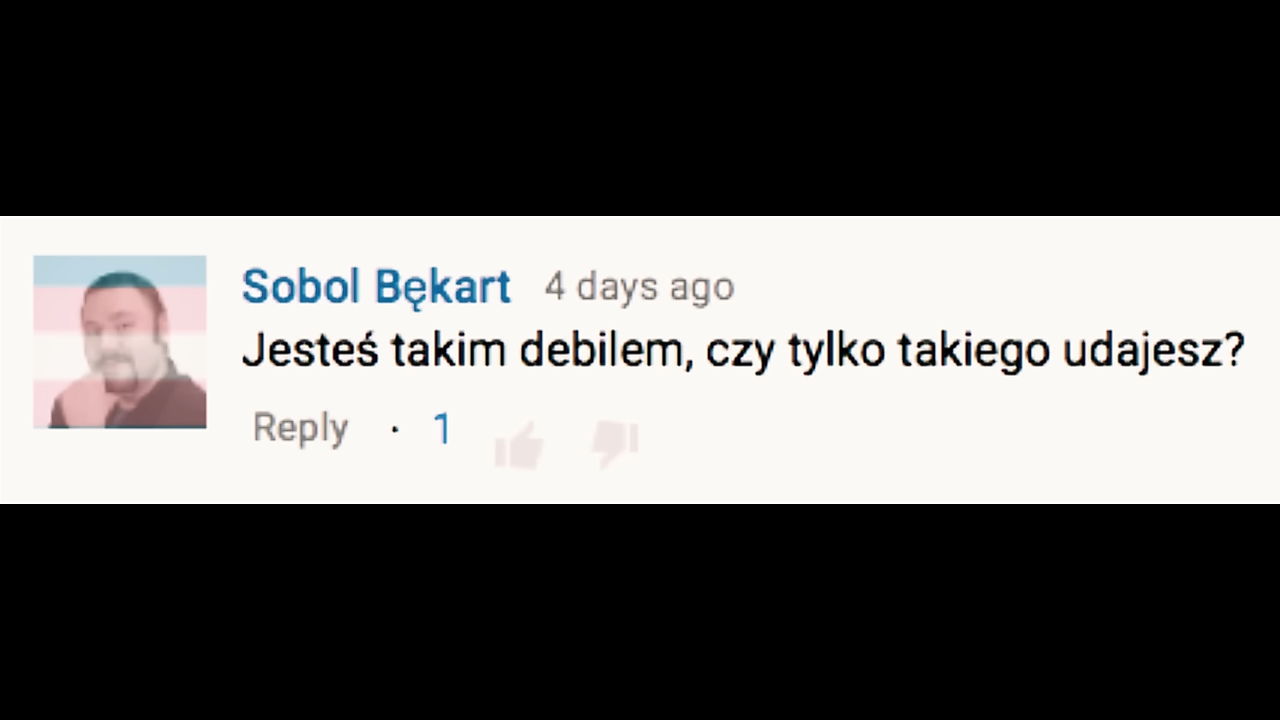 Sobol Bękart 4 days ago
Jesteś takim debilem, czy tylko takiego udajesz?
Reply · 1